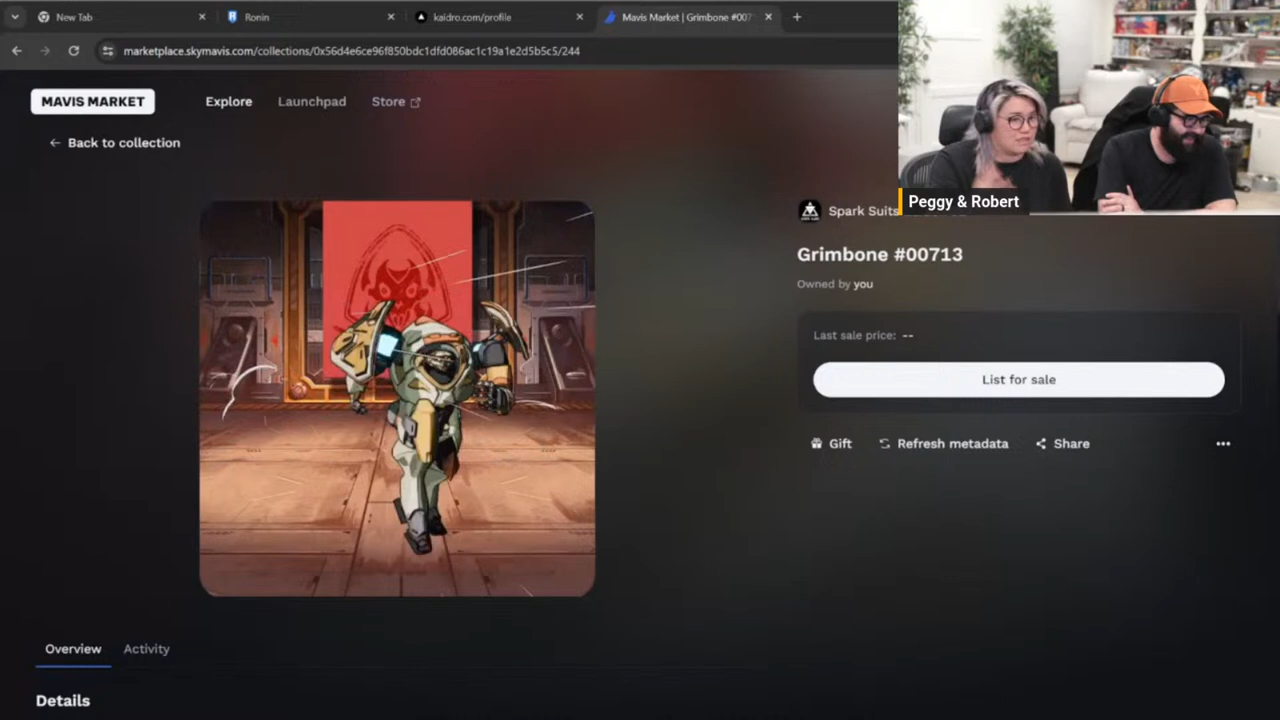 New Tab
Ronin
kaidro.com/profile
Mavis Market | Grimbone #007
marketplace.skymavis.com/collections/0x56d4e6ce96f850bdc1dfd086ac1c19a1e2d5b5c5/244
MAVIS MARKET
Explore
Launchpad
Store
Back to collection
Peggy & Robert
Spark Suits
Grimbone #00713
Owned by you
Last sale price: --
List for sale
Gift
Refresh metadata
Share
Overview
Activity
Details